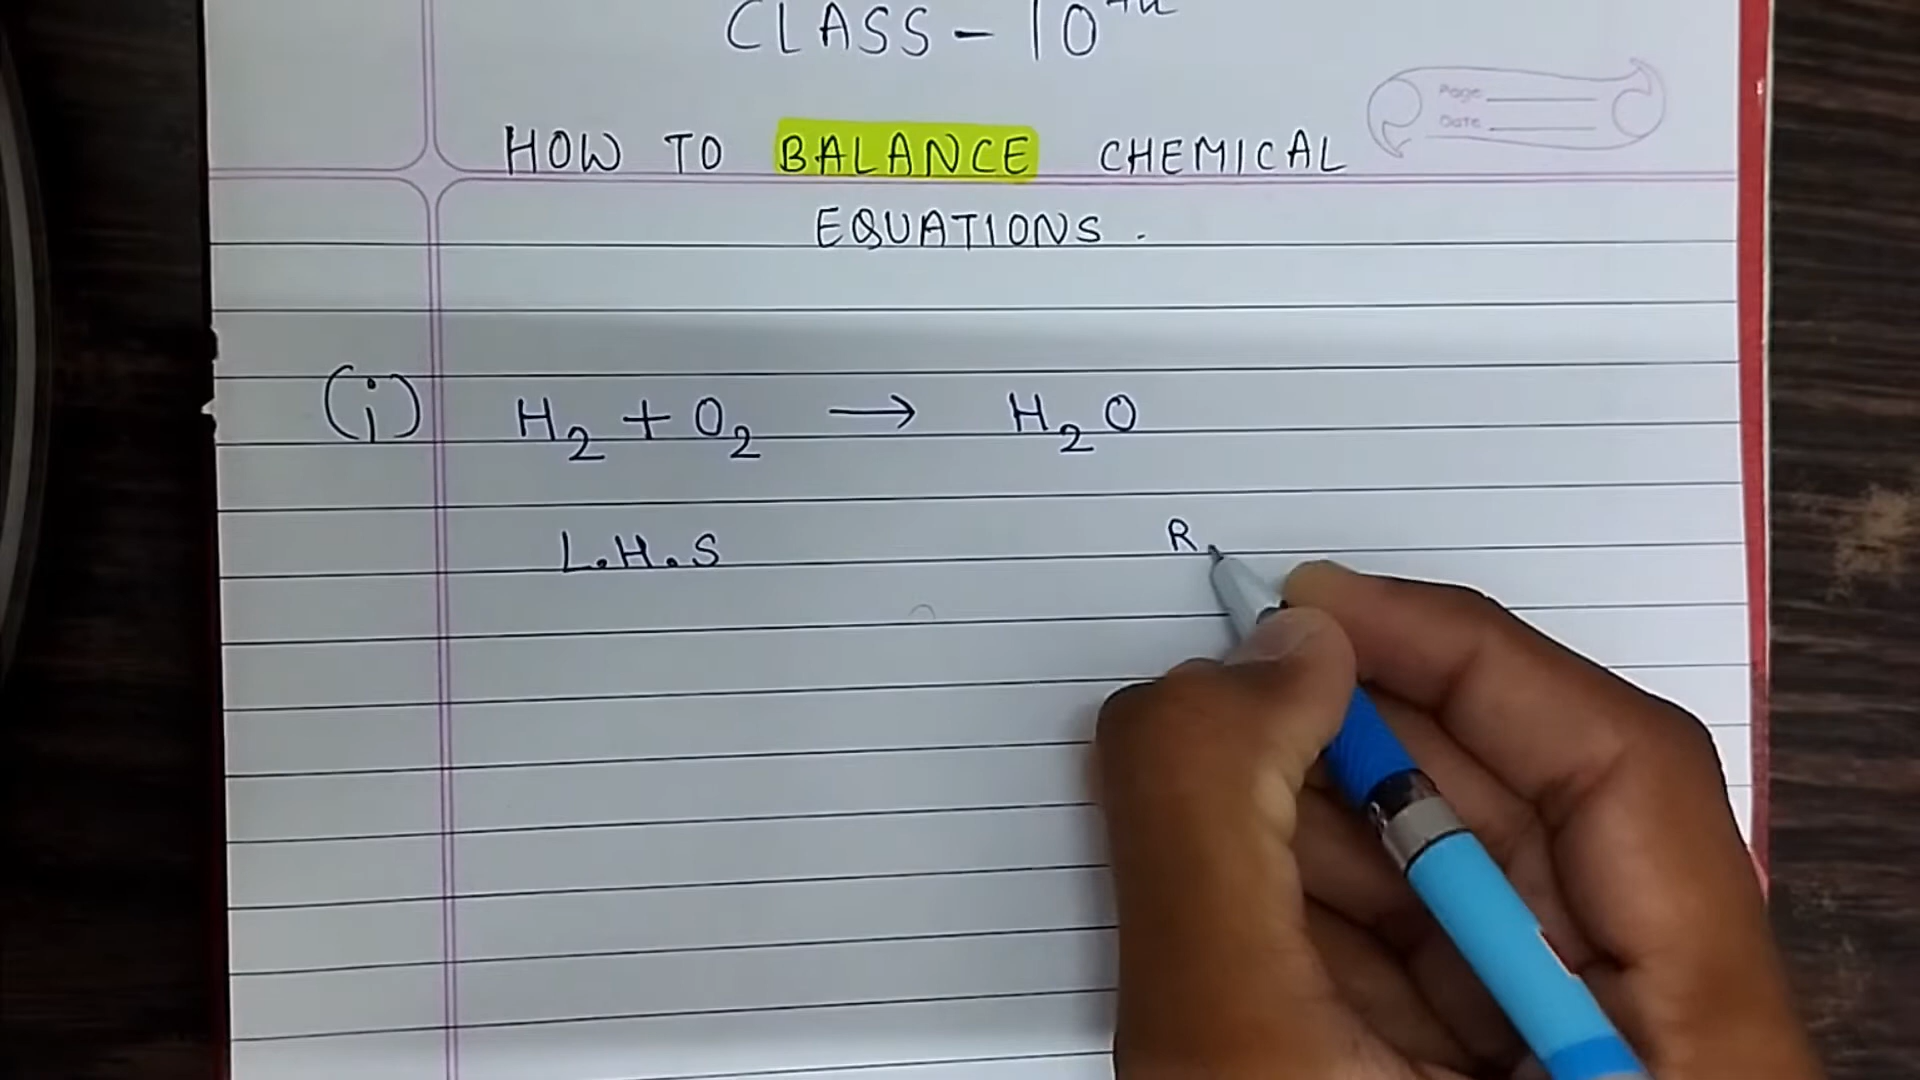 CLASS - 10th
HOW TO BALANCE CHEMICAL
EQUATIONS.
Page
Date
(i) H₂ + O₂ → H₂O
L.H.S R.